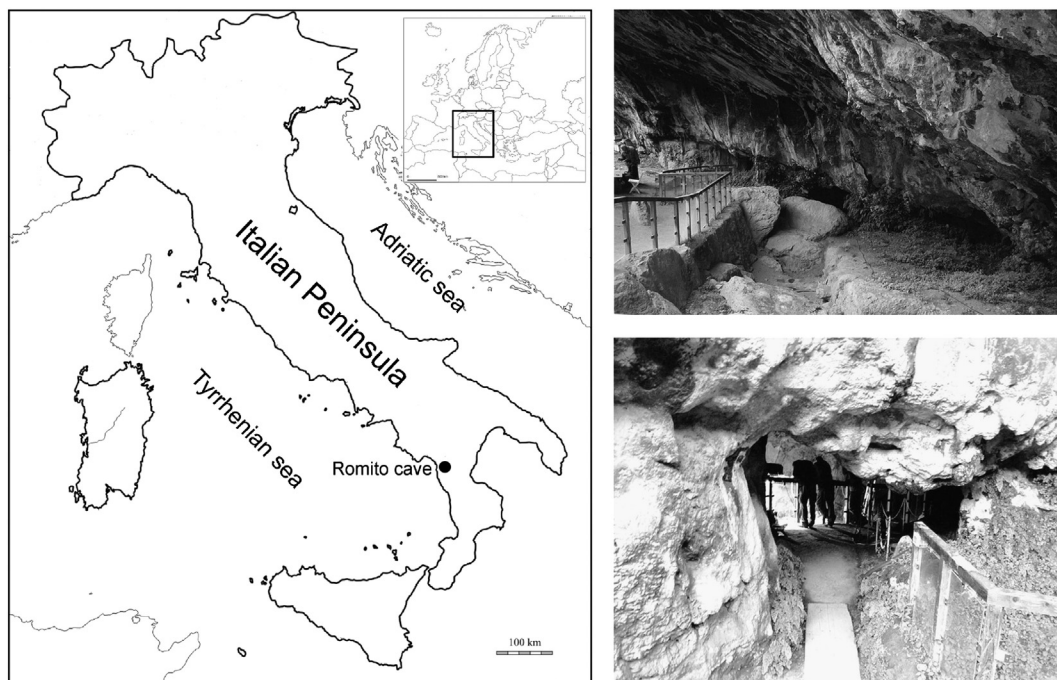 Italian Peninsula
Adriatic sea
Tyrrhenian sea
Romito cave
100 km